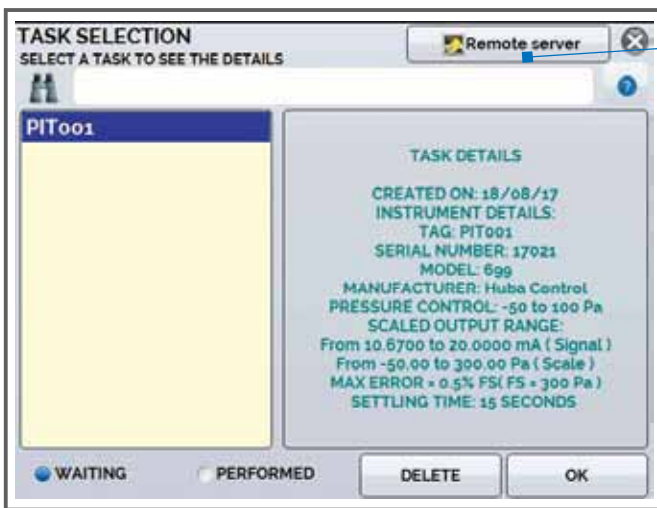 TASK SELECTION
Remote server
SELECT A TASK TO SEE THE DETAILS
PIT001
TASK DETAILS
CREATED ON: 18/08/17
INSTRUMENT DETAILS:
TAG: PIT001
SERIAL NUMBER: 17021
MODEL: 699
MANUFACTURER: Huba Control
PRESSURE CONTROL: -50 to 100 Pa
SCALED OUTPUT RANGE:
From 10.6700 to 20.0000 mA ( Signal )
From -50.00 to 300.00 Pa ( Scale )
MAX ERROR = 0.5% FS( FS = 300 Pa )
SETTLING TIME: 15 SECONDS
WAITING
PERFORMED
DELETE
OK